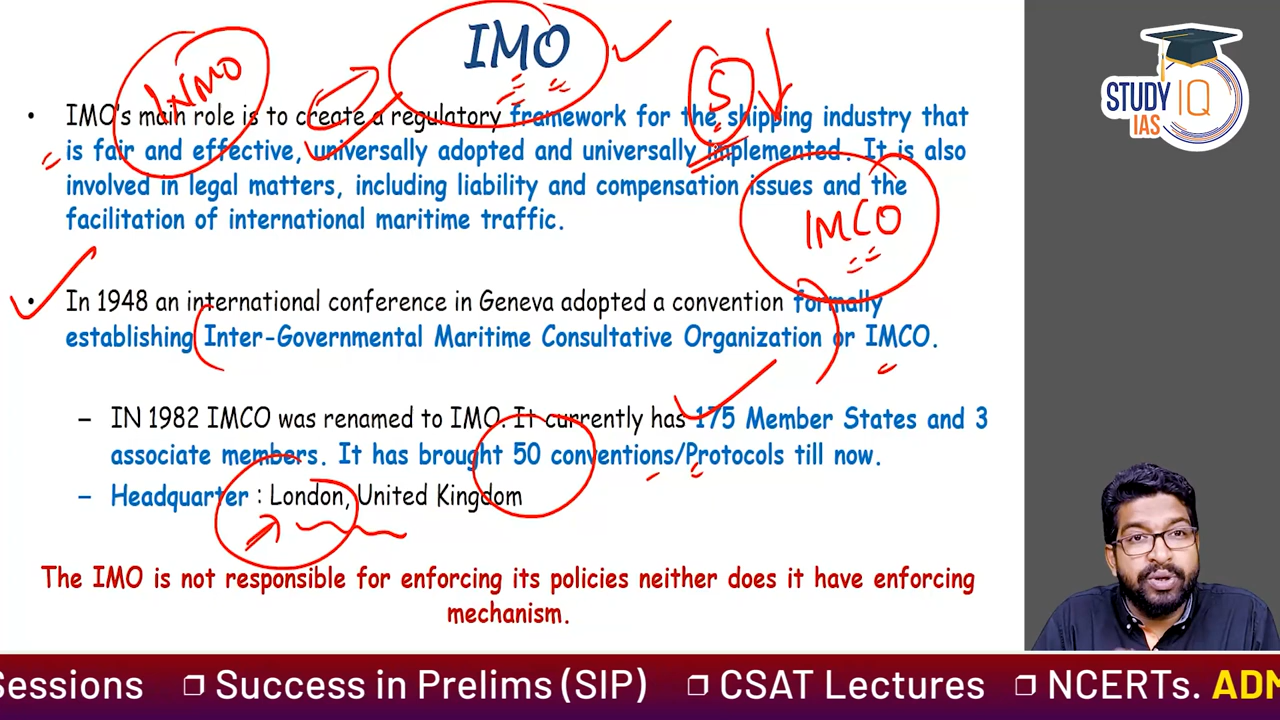 IMO
STUDY IQ
IAS
INMO
S
• IMO's main role is to create a regulatory framework for the shipping industry that
is fair and effective, universally adopted and universally implemented. It is also
involved in legal matters, including liability and compensation issues and the
facilitation of international maritime traffic.
IMCO
• In 1948 an international conference in Geneva adopted a convention formally
establishing Inter-Governmental Maritime Consultative Organization or IMCO.
– IN 1982 IMCO was renamed to IMO. It currently has 175 Member States and 3
associate members. It has brought 50 conventions/Protocols till now.
– Headquarter : London, United Kingdom
The IMO is not responsible for enforcing its policies neither does it have enforcing
mechanism.
Sessions ❐ Success in Prelims (SIP) ❐ CSAT Lectures ❐ NCERTs. ADM